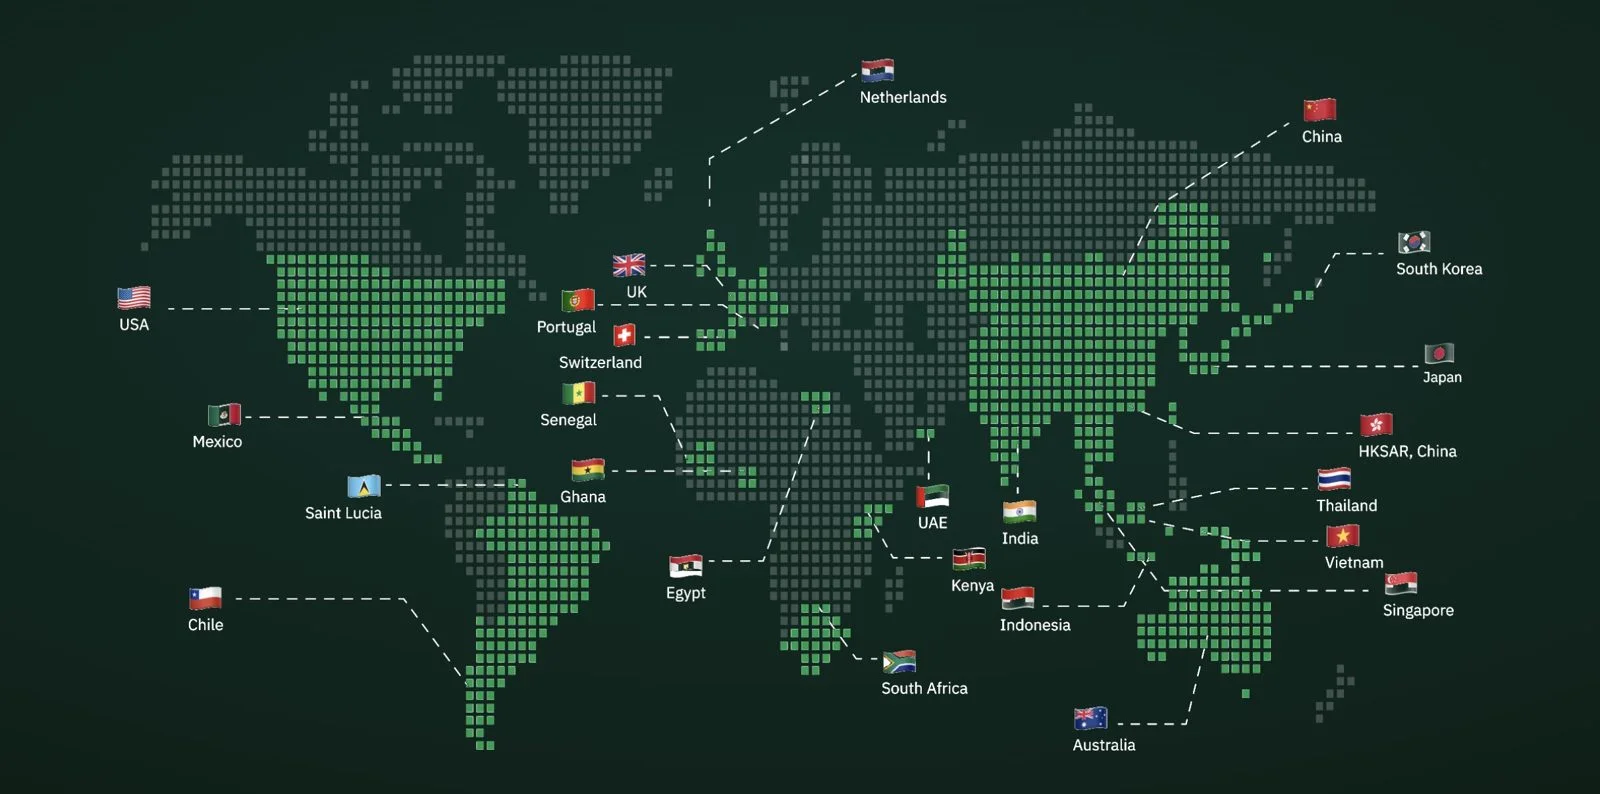 Netherlands
China
South Korea
UK
USA
Portugal
Switzerland
Japan
Senegal
Mexico
HKSAR, China
Ghana
Saint Lucia
Thailand
UAE
India
Vietnam
Egypt
Kenya
Singapore
Chile
Indonesia
South Africa
Australia